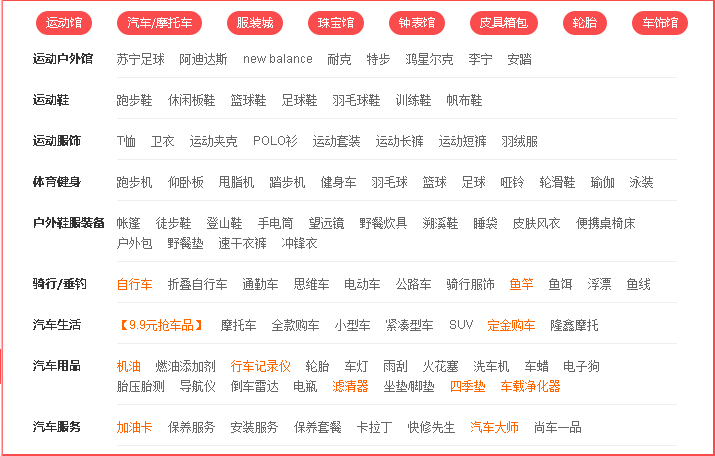 运动馆 汽车/摩托车 服装城 珠宝馆 钟表馆 皮具箱包 轮胎 车饰馆
运动户外馆 苏宁足球 阿迪达斯 new balance 耐克 特步 鸿星尔克 李宁 安踏
运动鞋 跑步鞋 休闲板鞋 篮球鞋 足球鞋 羽毛球鞋 训练鞋 帆布鞋
运动服饰 T恤 卫衣 运动夹克 POLO衫 运动套装 运动长裤 运动短裤 羽绒服
体育健身 跑步机 仰卧板 甩脂机 踏步机 健身车 羽毛球 篮球 足球 哑铃 轮滑鞋 瑜伽 泳装
户外鞋服装备 帐篷 徒步鞋 登山鞋 手电筒 望远镜 野餐炊具 溯溪鞋 睡袋 皮肤风衣 便携桌椅床
户外包 野餐垫 速干衣裤 冲锋衣
骑行/垂钓 自行车 折叠自行车 通勤车 思维车 电动车 公路车 骑行服饰 鱼竿 鱼饵 浮漂 鱼线
汽车生活 【9.9元抢车品】 摩托车 全款购车 小型车 紧凑型车 SUV 定金购车 隆鑫摩托
汽车用品 机油 燃油添加剂 行车记录仪 轮胎 车灯 雨刮 火花塞 洗车机 车蜡 电子狗
胎压胎测 导航仪 倒车雷达 电瓶 滤清器 坐垫/脚垫 四季垫 车载净化器
汽车服务 加油卡 保养服务 安装服务 保养套餐 卡拉丁 快修先生 汽车大师 尚车一品